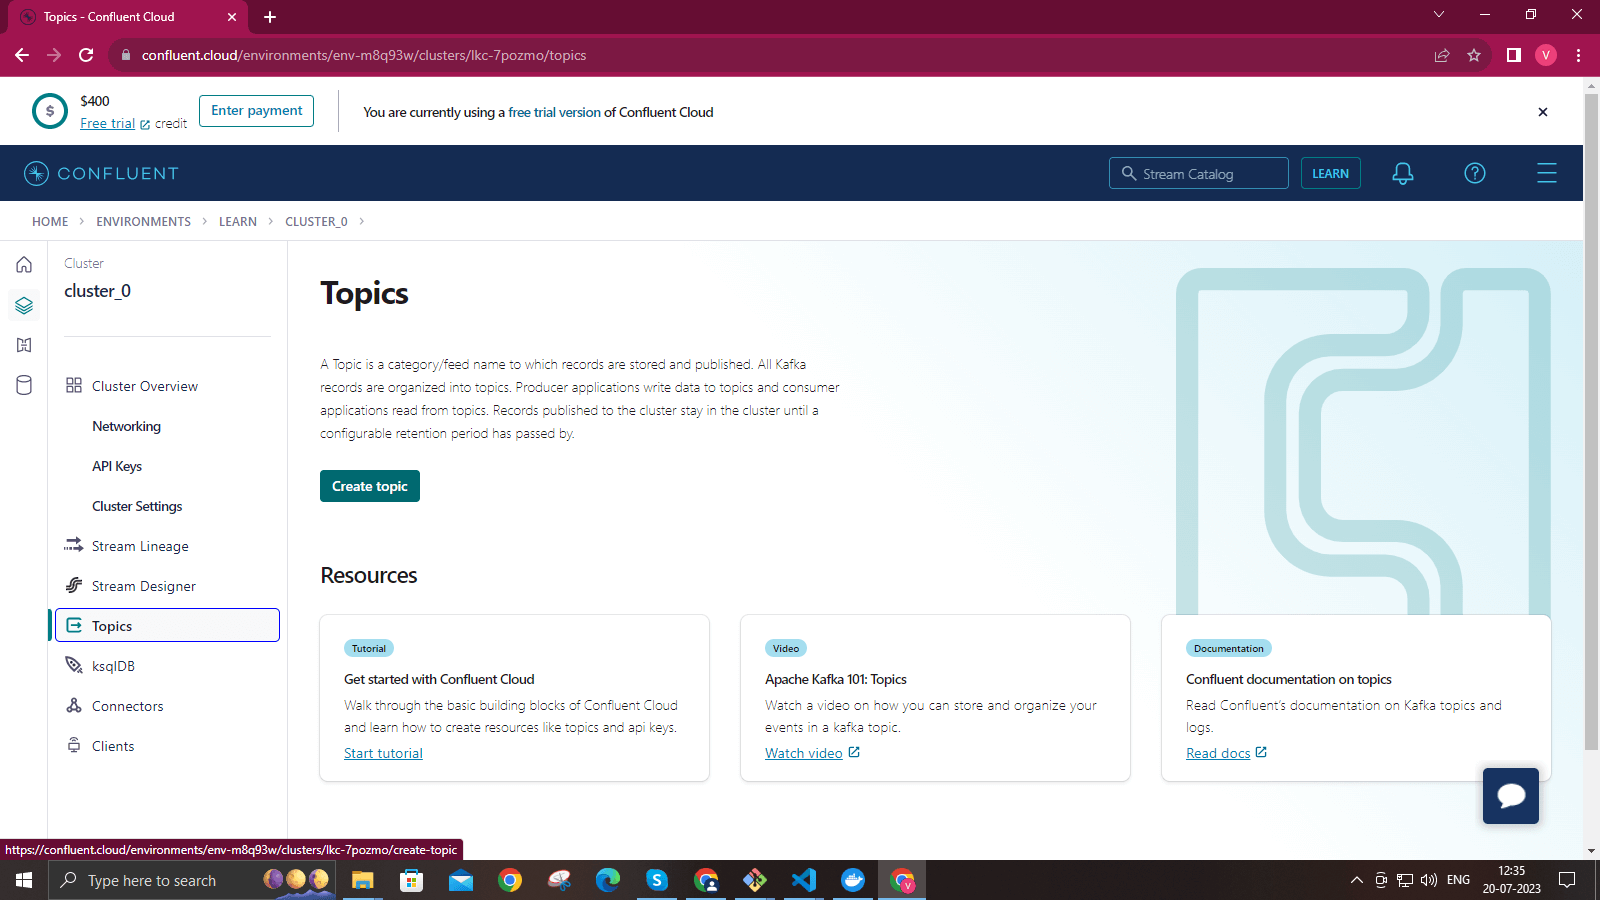 Topics - Confluent Cloud
confluent.cloud/environments/env-m8q93w/clusters/lkc-7pozmo/topics
V
$
$400
Free trial credit
Enter payment
You are currently using a free trial version of Confluent Cloud
CONFLUENT
Stream Catalog
LEARN
?
HOME > ENVIRONMENTS > LEARN > CLUSTER_0 >
Cluster
cluster_0
Cluster Overview
Networking
API Keys
Cluster Settings
Stream Lineage
Stream Designer
Topics
ksqlDB
Connectors
Clients
Topics
A Topic is a category/feed name to which records are stored and published. All Kafka
records are organized into topics. Producer applications write data to topics and consumer
applications read from topics. Records published to the cluster stay in the cluster until a
configurable retention period has passed by.
Create topic
Resources
Tutorial
Get started with Confluent Cloud
Walk through the basic building blocks of Confluent Cloud
and learn how to create resources like topics and api keys.
Start tutorial
Video
Apache Kafka 101: Topics
Watch a video on how you can store and organize your
events in a kafka topic.
Watch video
Documentation
Confluent documentation on topics
Read Confluent's documentation on Kafka topics and
logs.
Read docs
https://confluent.cloud/environments/env-m8q93w/clusters/lkc-7pozmo/create-topic
Type here to search
S
V
ENG
12:35
20-07-2023